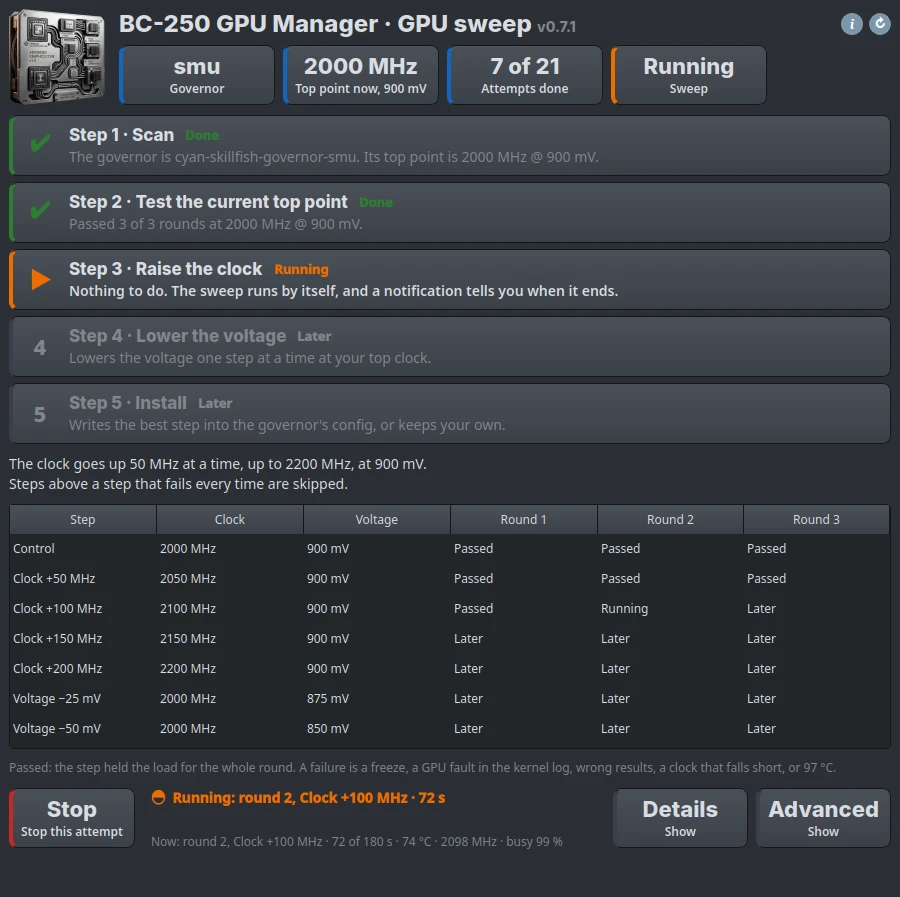 BC-250 GPU Manager · GPU sweep v0.7.1
smu
Governor
2000 MHz
Top point now, 900 mV
7 of 21
Attempts done
Running
Sweep
Step 1 · Scan Done
The governor is cyan-skillfish-governor-smu. Its top point is 2000 MHz @ 900 mV.
Step 2 · Test the current top point Done
Passed 3 of 3 rounds at 2000 MHz @ 900 mV.
Step 3 · Raise the clock Running
Nothing to do. The sweep runs by itself, and a notification tells you when it ends.
4
Step 4 · Lower the voltage Later
Lowers the voltage one step at a time at your top clock.
5
Step 5 · Install Later
Writes the best step into the governor's config, or keeps your own.
The clock goes up 50 MHz at a time, up to 2200 MHz, at 900 mV.
Steps above a step that fails every time are skipped.
Step Clock Voltage Round 1 Round 2 Round 3
Control 2000 MHz 900 mV Passed Passed Passed
Clock +50 MHz 2050 MHz 900 mV Passed Passed Passed
Clock +100 MHz 2100 MHz 900 mV Passed Running Later
Clock +150 MHz 2150 MHz 900 mV Later Later Later
Clock +200 MHz 2200 MHz 900 mV Later Later Later
Voltage −25 mV 2000 MHz 875 mV Later Later Later
Voltage −50 mV 2000 MHz 850 mV Later Later Later
Passed: the step held the load for the whole round. A failure is a freeze, a GPU fault in the kernel log, wrong results, a clock that falls short, or 97 °C.
Stop
Stop this attempt
Running: round 2, Clock +100 MHz · 72 s
Now: round 2, Clock +100 MHz · 72 of 180 s · 74 °C · 2098 MHz · busy 99 %
Details
Show
Advanced
Show